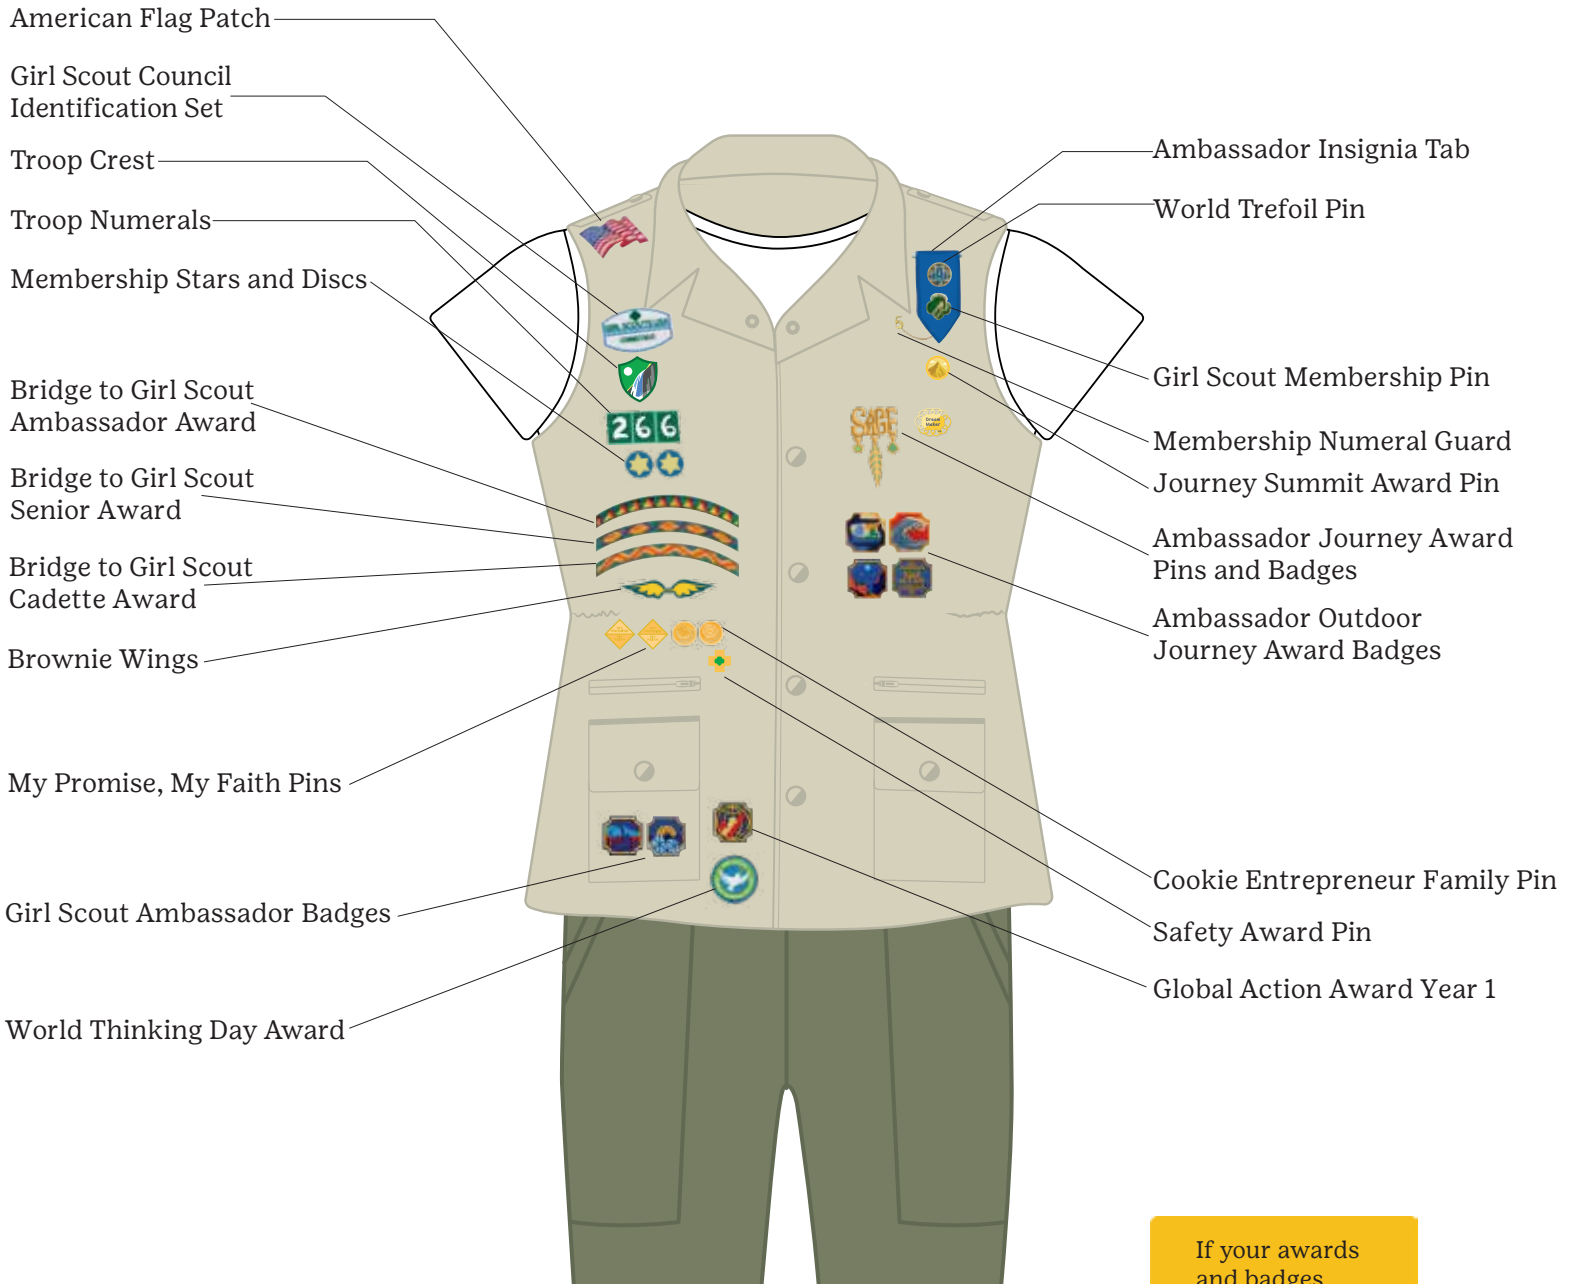 American Flag Patch
Girl Scout Council
Identification Set
Troop Crest
Troop Numerals
Membership Stars and Discs
Bridge to Girl Scout
Ambassador Award
Bridge to Girl Scout
Senior Award
Bridge to Girl Scout
Cadette Award
Brownie Wings
My Promise, My Faith Pins
Girl Scout Ambassador Badges
World Thinking Day Award
266
SAGE
Ambassador Insignia Tab
World Trefoil Pin
Girl Scout Membership Pin
Membership Numeral Guard
Journey Summit Award Pin
Ambassador Journey Award
Pins and Badges
Ambassador Outdoor
Journey Award Badges
Cookie Entrepreneur Family Pin
Safety Award Pin
Global Action Award Year 1
If your awards
and badges